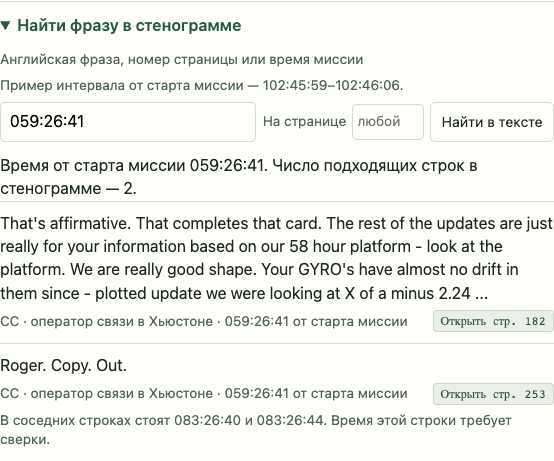 ▼ Найти фразу в стенограмме
Английская фраза, номер страницы или время миссии
Пример интервала от старта миссии — 102:45:59–102:46:06.
059:26:41 На странице любой Найти в тексте
Время от старта миссии 059:26:41. Число подходящих строк в
стенограмме — 2.
That's affirmative. That completes that card. The rest of the updates are just
really for your information based on our 58 hour platform - look at the
platform. We are really good shape. Your GYRO's have almost no drift in
them since - plotted update we were looking at X of a minus 2.24 ...
CC · оператор связи в Хьюстоне · 059:26:41 от старта миссии Открыть стр. 182
Roger. Copy. Out.
CC · оператор связи в Хьюстоне · 059:26:41 от старта миссии Открыть стр. 253
В соседних строках стоят 083:26:40 и 083:26:44. Время этой строки требует
сверки.